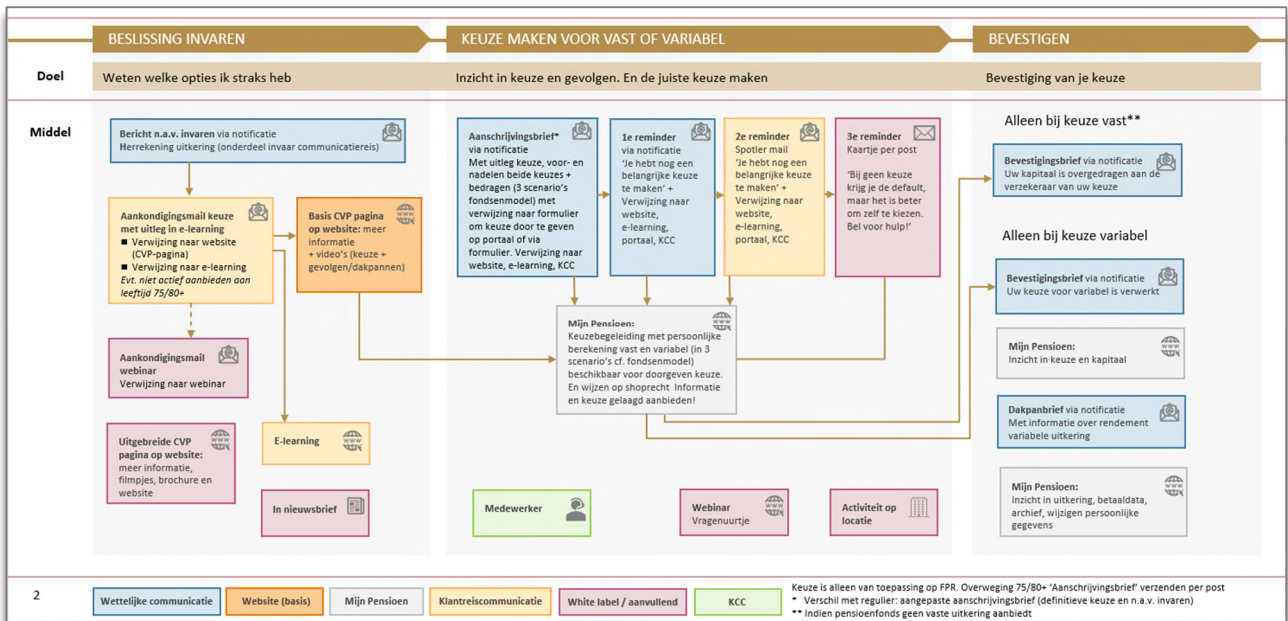 BESLISSING INVAREN
KEUZE MAKEN VOOR VAST OF VARIABEL
BEVESTIGEN
Doel
Weten welke opties ik straks heb
Inzicht in keuze en gevolgen. En de juiste keuze maken
Bevestiging van je keuze
Middel
Bericht n.a.v. invaren via notificatie
Herrekening uitkering (onderdeel invaar communicatiereis)
Aankondigingsmail keuze
met uitleg in e-learning
■ Verwijzing naar website
(CVP-pagina)
■ Verwijzing naar e-learning
Evt. niet actief aanbieden aan
leeftijd 75/80+
Basis CVP pagina
op website: meer
informatie
+ video's (keuze +
gevolgen/dakpannen)
Aankondigingsmail
webinar
Verwijzing naar webinar
Uitgebreide CVP
pagina op website:
meer informatie,
filmpjes, brochure en
website
E-learning
In nieuwsbrief
Aanschrijvingsbrief*
via notificatie
Met uitleg keuze, voor- en
nadelen beide keuzes +
bedragen (3 scenario's
fondsenmodel) met
verwijzing naar formulier
om keuze door te geven
op portaal of via
formulier. Verwijzing naar
website, e-learning, KCC
1e reminder
via notificatie
'Je hebt nog een
belangrijke keuze
te maken' +
Verwijzing naar
website,
e-learning,
portaal, KCC
2e reminder
Spotler mail
'Je hebt nog een
belangrijke keuze
te maken' +
Verwijzing naar
website,
e-learning,
portaal, KCC
3e reminder
Kaartje per post
'Bij geen keuze
krijg je de default,
maar het is beter
om zelf te kiezen.
Bel voor hulp!'
Mijn Pensioen:
Keuzebegeleiding met persoonlijke
berekening vast en variabel (in 3
scenario's cf. fondsenmodel)
beschikbaar voor doorgeven keuze.
En wijzen op shoprecht Informatie
en keuze gelaagd aanbieden!
Medewerker
Webinar
Vragenuurtje
Activiteit op
locatie
Alleen bij keuze vast**
Bevestigingsbrief via notificatie
Uw kapitaal is overgedragen aan de
verzekeraar van uw keuze
Alleen bij keuze variabel
Bevestigingsbrief via notificatie
Uw keuze voor variabel is verwerkt
Mijn Pensioen:
Inzicht in keuze en kapitaal
Dakpanbrief via notificatie
Met informatie over rendement
variabele uitkering
Mijn Pensioen:
Inzicht in uitkering, betaaldata,
archief, wijzigen persoonlijke
gegevens
2
Wettelijke communicatie
Website (basis)
Mijn Pensioen
Klantreiscommunicatie
White label / aanvullend
KCC
Keuze is alleen van toepassing op FPR. Overweging 75/80+ 'Aanschrijvingsbrief' verzenden per post
* Verschil met regulier: aangepaste aanschrijvingsbrief (definitieve keuze en n.a.v. invaren)
** Indien pensioenfonds geen vaste uitkering aanbiedt